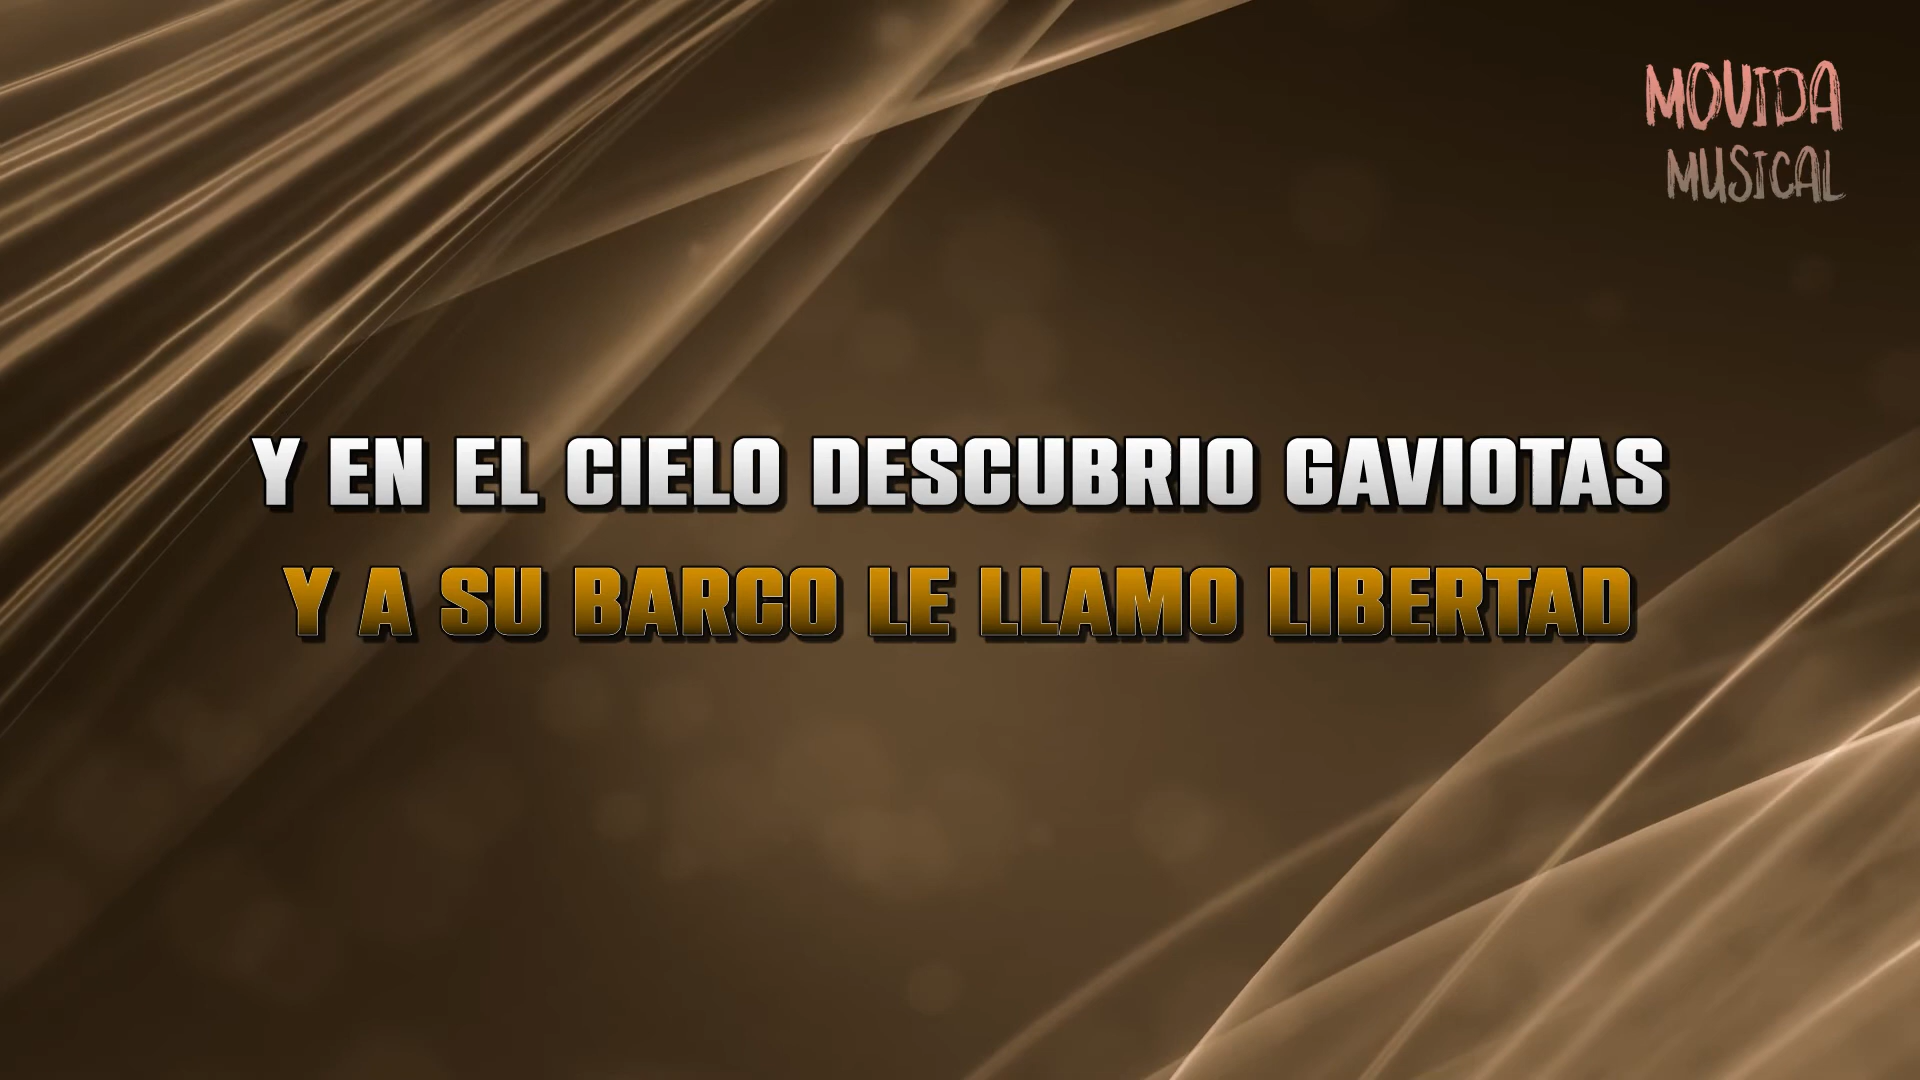 MOVIDA
MUSICAL
Y EN EL CIELO DESCUBRIO GAVIOTAS
Y A SU BARCO LE LLAMO LIBERTAD